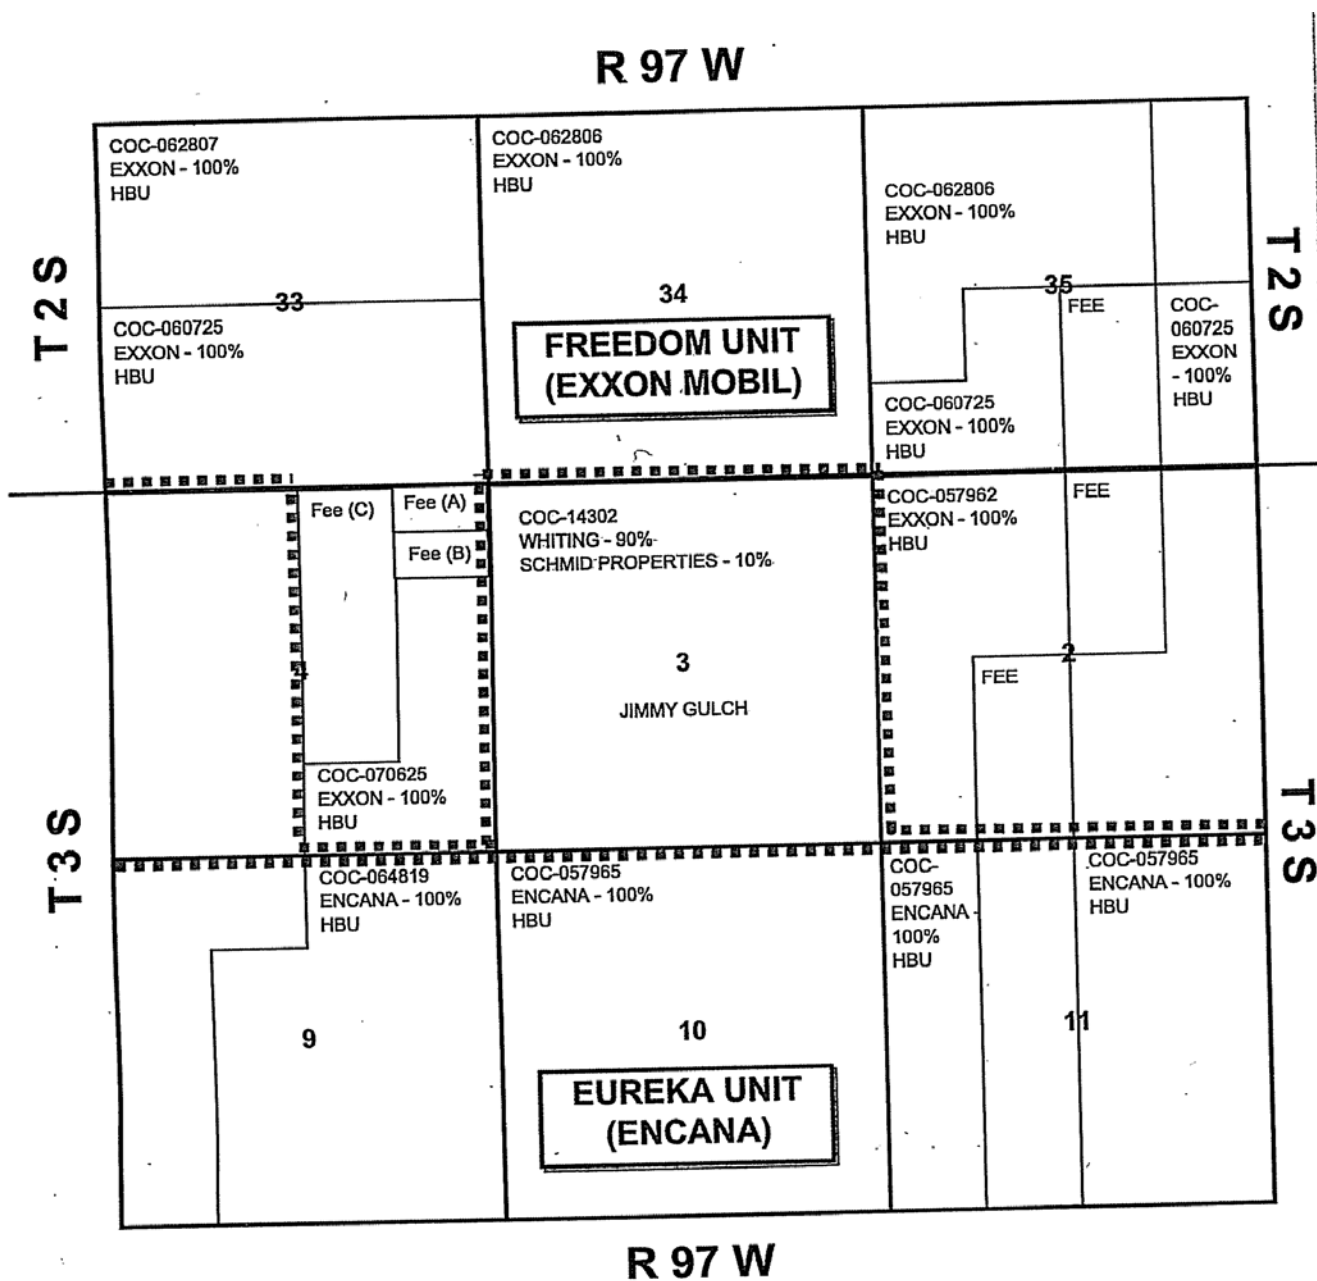 R 97 W
COC-062807
EXXON - 100%
HBU
COC-062806
EXXON - 100%
HBU
COC-062806
EXXON - 100%
HBU
T 2 S
T 2 S
33
34
35
COC-060725
EXXON - 100%
HBU
FREEDOM UNIT
(EXXON MOBIL)
FEE
COC-
060725
EXXON
- 100%
HBU
COC-060725
EXXON - 100%
HBU
Fee (C)
Fee (A)
Fee (B)
COC-14302
WHITING - 90%
SCHMID PROPERTIES - 10%
COC-057962
EXXON - 100%
HBU
FEE
4
3
JIMMY GULCH
2
FEE
COC-070625
EXXON - 100%
HBU
T 3 S
T 3 S
COC-064819
ENCANA - 100%
HBU
COC-057965
ENCANA - 100%
HBU
COC-
057965
ENCANA -
100%
HBU
COC-057965
ENCANA - 100%
HBU
9
10
11
EUREKA UNIT
(ENCANA)
R 97 W